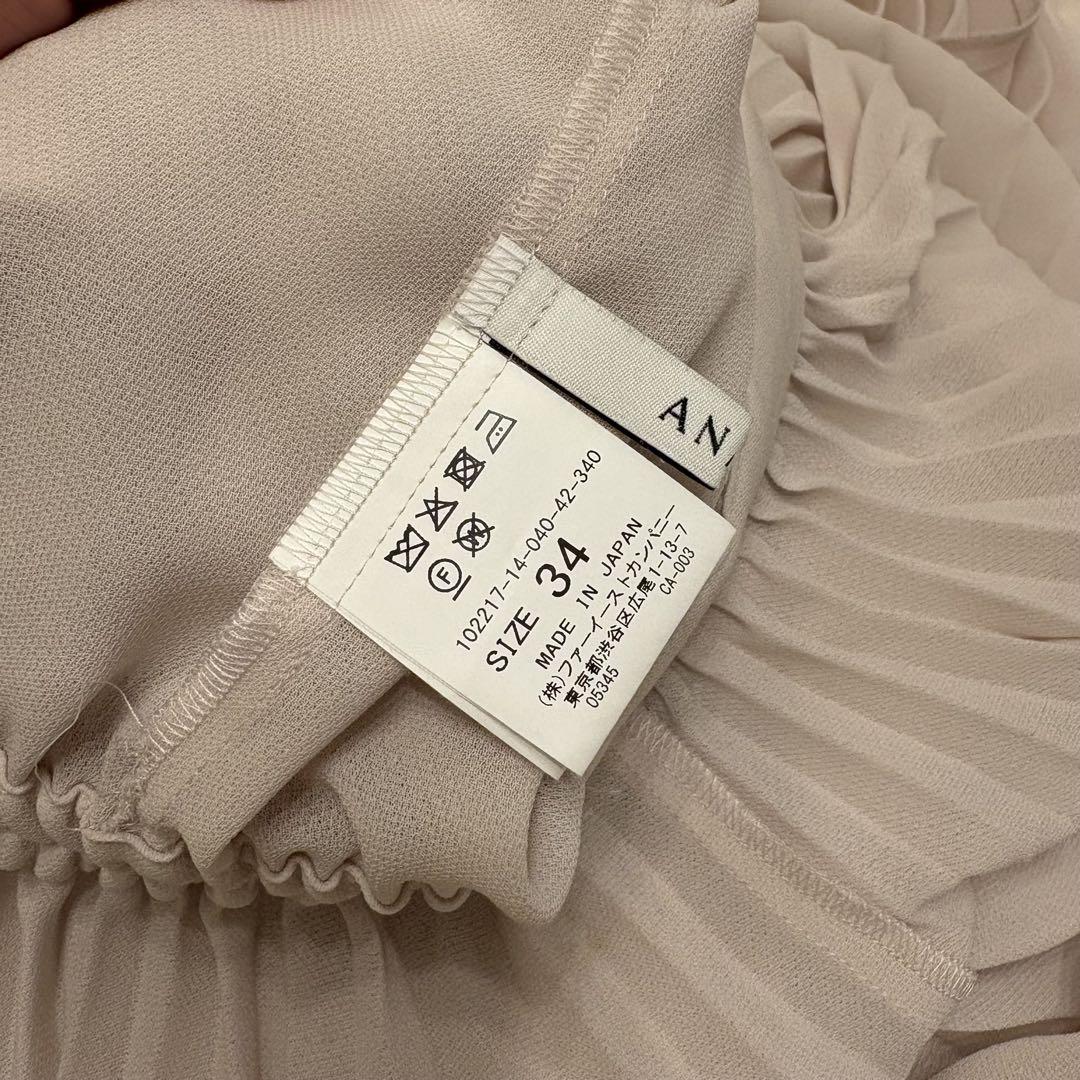 AN
102217-14-040-42-340
SIZE 34
MADE IN JAPAN
(株)ファーイーストカンパニー
東京都渋谷区広尾1-13-7
05345 CA-003
F
W